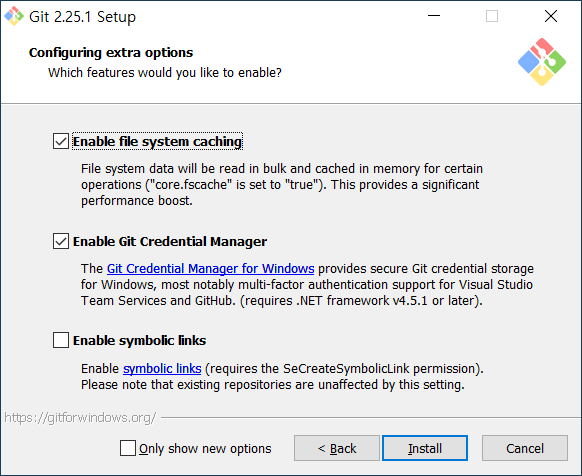 Git 2.25.1 Setup
Configuring extra options
Which features would you like to enable?
Enable file system caching
File system data will be read in bulk and cached in memory for certain
operations ("core.fscache" is set to "true"). This provides a significant
performance boost.
Enable Git Credential Manager
The Git Credential Manager for Windows provides secure Git credential storage
for Windows, most notably multi-factor authentication support for Visual Studio
Team Services and GitHub. (requires .NET framework v4.5.1 or later).
Enable symbolic links
Enable symbolic links (requires the SeCreateSymbolicLink permission).
Please note that existing repositories are unaffected by this setting.
https://gitforwindows.org/
Only show new options
< Back
Install
Cancel